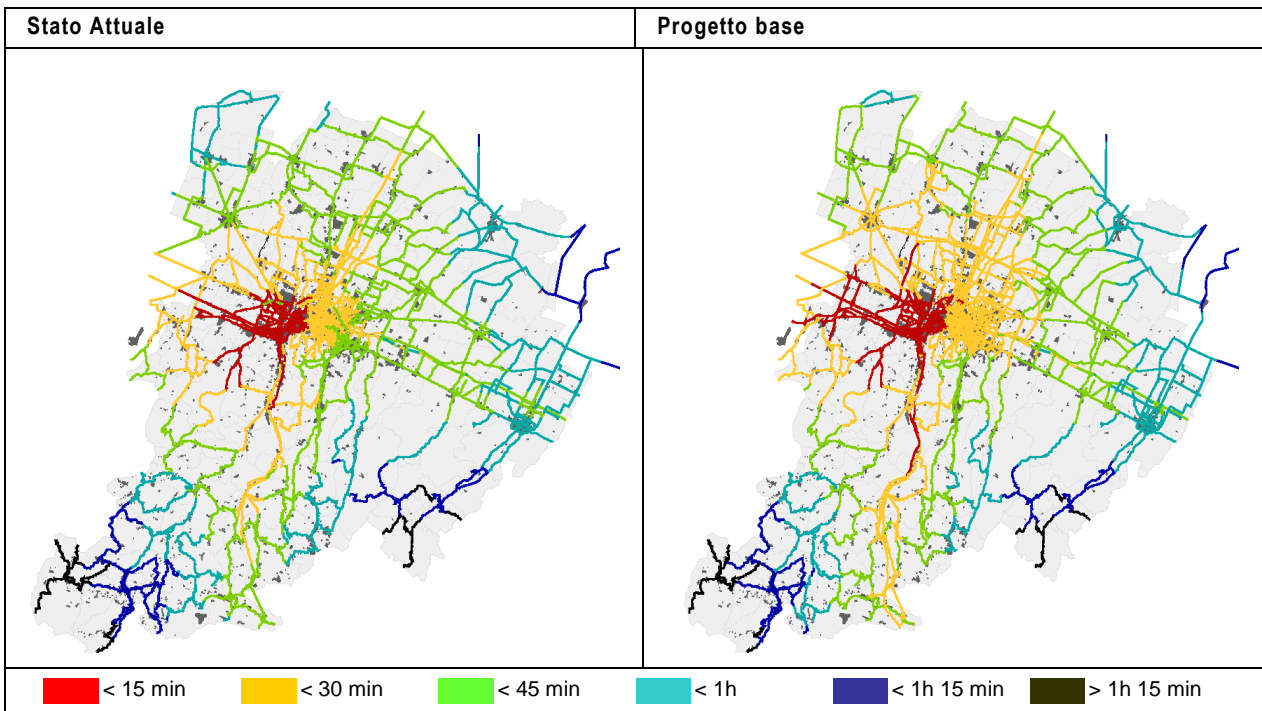 Stato Attuale
Progetto base
< 15 min
< 30 min
< 45 min
< 1h
< 1h 15 min
> 1h 15 min